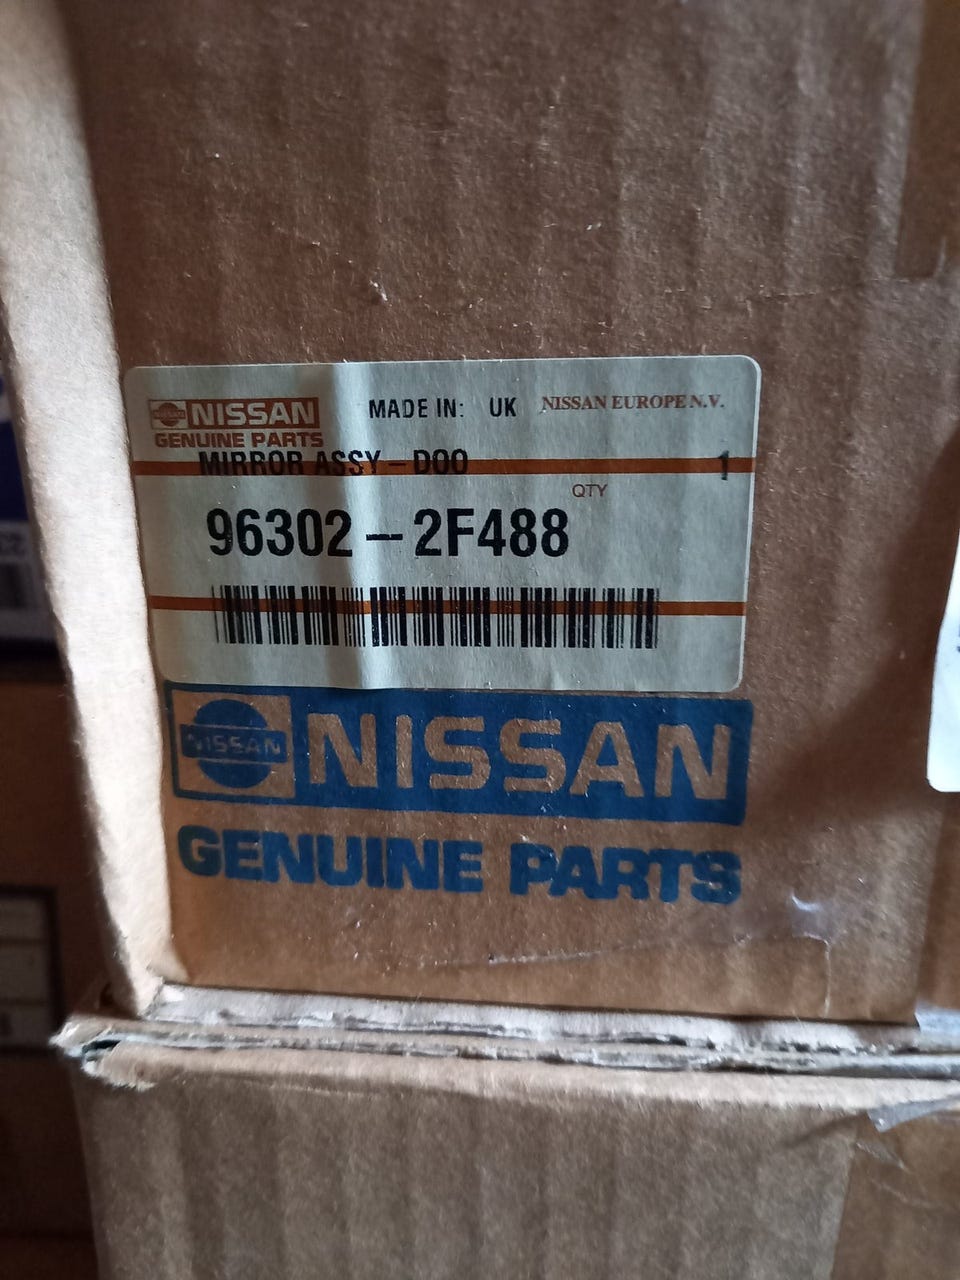 NISSAN NISSAN MADE IN: UK NISSAN EUROPE N.V.
GENUINE PARTS
MIRROR ASSY - DOO 1
QTY
96302 - 2F488
NISSAN NISSAN
GENUINE PARTS